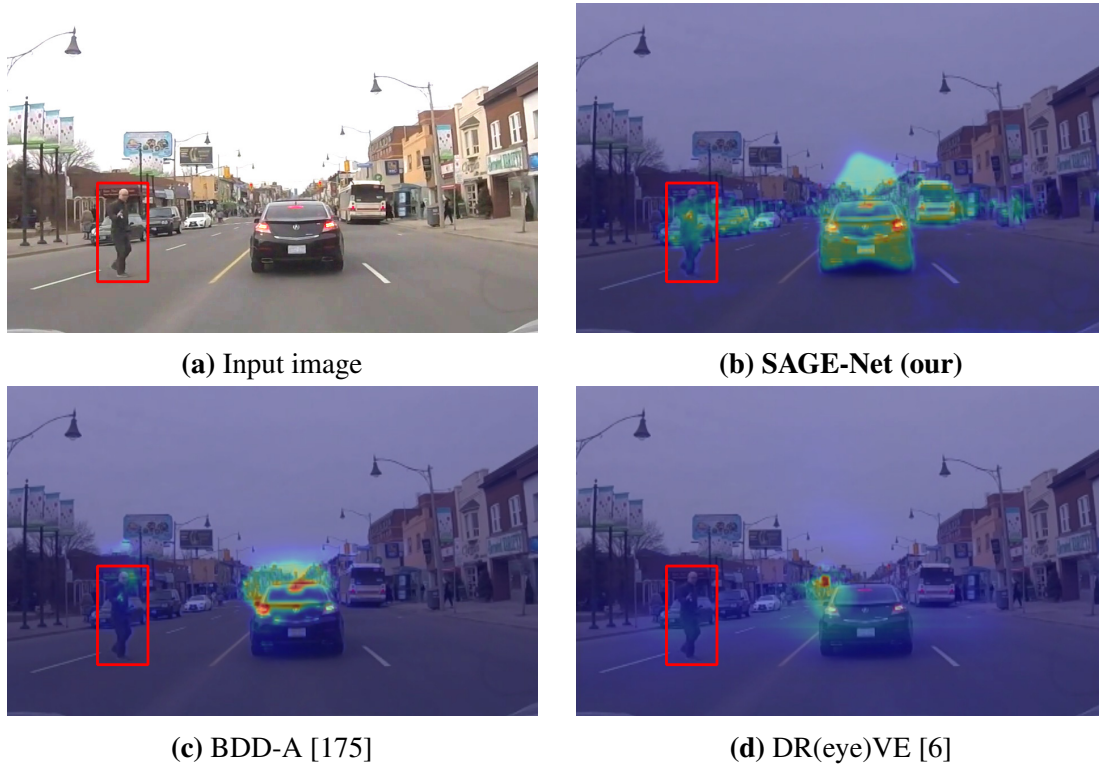 (a) Input image
(b) SAGE-Net (our)
(c) BDD-A [175]
(d) DR(eye)VE [6]